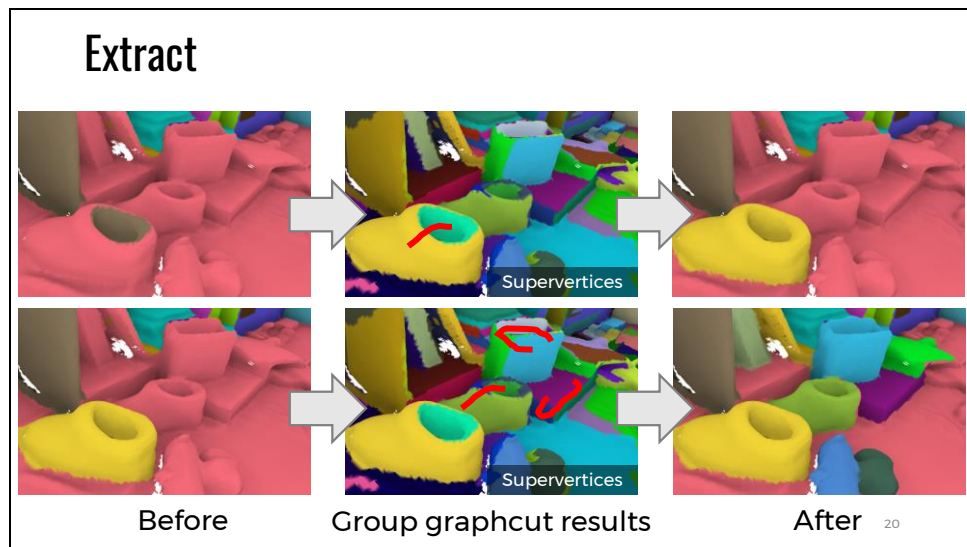 Extract
Supervertices
Supervertices
Before
Group graphcut results
After
20